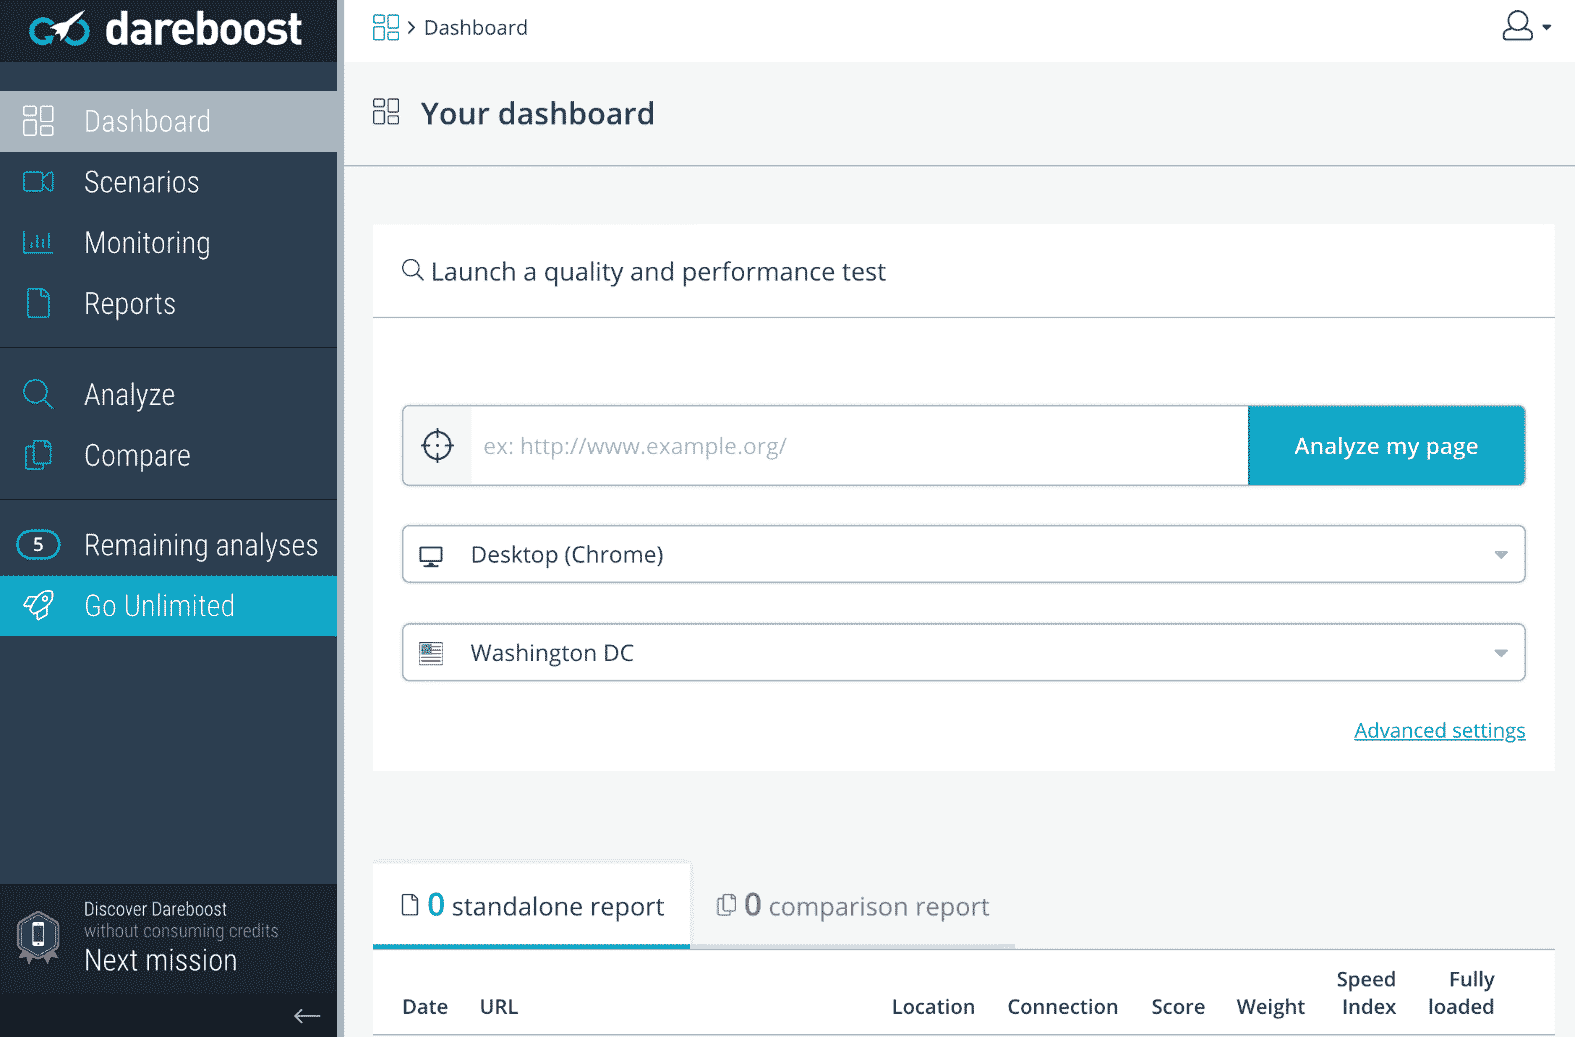 dareboost
Dashboard
Scenarios
Monitoring
Reports
Analyze
Compare
5 Remaining analyses
Go Unlimited
Discover Dareboost
without consuming credits
Next mission
> Dashboard
Your dashboard
Launch a quality and performance test
ex: http://www.example.org/
Analyze my page
Desktop (Chrome)
Washington DC
Advanced settings
0 standalone report
0 comparison report
Date URL Location Connection Score Weight Speed Index Fully loaded